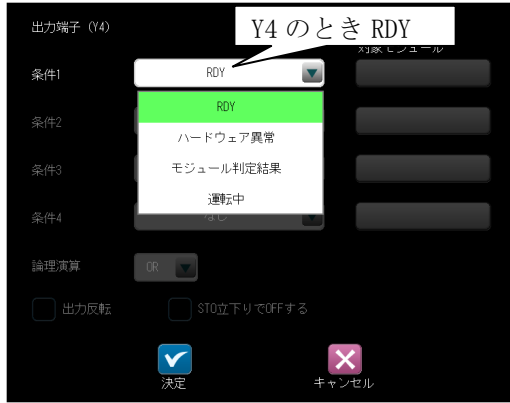 出力端子 (Y4)
Y4 のとき RDY
対象モジュール
条件1
RDY
RDY
条件2
ハードウェア異常
条件3
モジュール判定結果
運転中
条件4
なし
論理演算
OR
出力反転
STO立下りでOFFする
決定
キャンセル